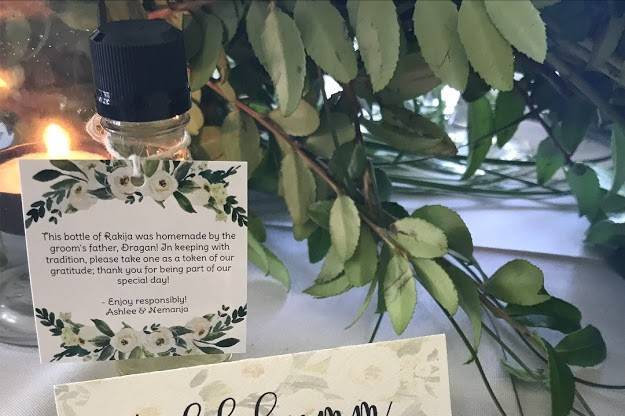 This bottle of Rakija was homemade by the
groom's father, Dragan! In keeping with
tradition, please take one as a token of our
gratitude; thank you for being part of our
special day!
- Enjoy responsibly!
Ashlee & Nemanja